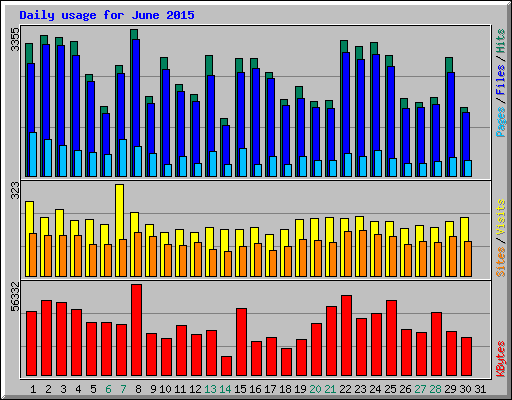 Daily usage for June 2015
3355
Pages / Files / Hits
323
Sites / Visits
56332
KBytes
1 2 3 4 5 6 7 8 9 10 11 12 13 14 15 16 17 18 19 20 21 22 23 24 25 26 27 28 29 30 31